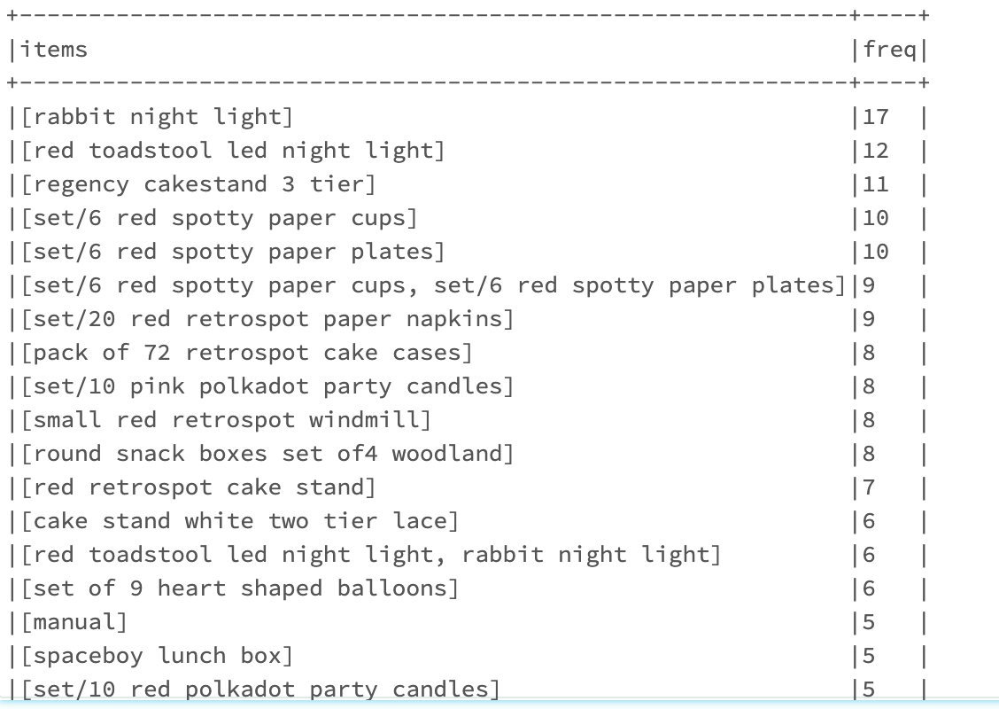 +------------------------------------------------------------+----+
|items                                                       |freq|
+------------------------------------------------------------+----+
|[rabbit night light]                                        |17  |
|[red toadstool led night light]                             |12  |
|[regency cakestand 3 tier]                                  |11  |
|[set/6 red spotty paper cups]                               |10  |
|[set/6 red spotty paper plates]                             |10  |
|[set/6 red spotty paper cups, set/6 red spotty paper plates]|9   |
|[set/20 red retrospot paper napkins]                        |9   |
|[pack of 72 retrospot cake cases]                           |8   |
|[set/10 pink polkadot party candles]                        |8   |
|[small red retrospot windmill]                              |8   |
|[round snack boxes set of4 woodland]                        |8   |
|[red retrospot cake stand]                                  |7   |
|[cake stand white two tier lace]                            |6   |
|[red toadstool led night light, rabbit night light]         |6   |
|[set of 9 heart shaped balloons]                            |6   |
|[manual]                                                    |5   |
|[spaceboy lunch box]                                        |5   |
|[set/10 red polkadot party candles]                         |5   |